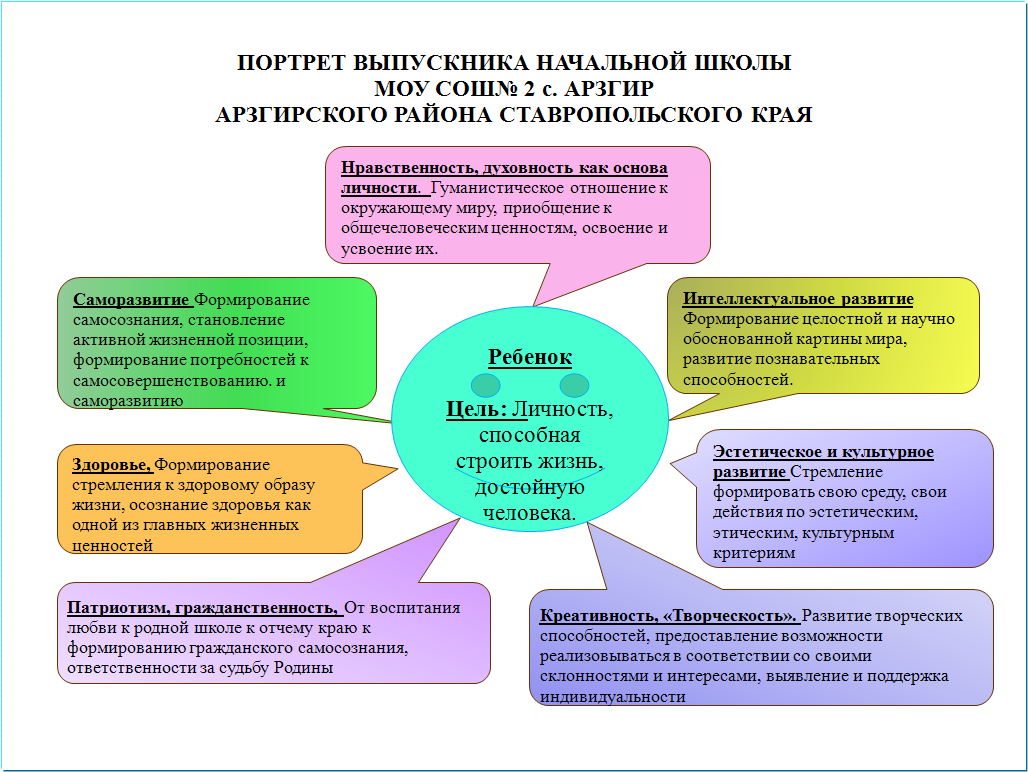 ПОРТРЕТ ВЫПУСКНИКА НАЧАЛЬНОЙ ШКОЛЫ
МОУ СОШ№ 2 с. АРЗГИР
АРЗГИРСКОГО РАЙОНА СТАВРОПОЛЬСКОГО КРАЯ
Нравственность, духовность как основа
личности. Гуманистическое отношение к
окружающему миру, приобщение к
общечеловеческим ценностям, освоение и
усвоение их.
Саморазвитие Формирование
самосознания, становление
активной жизненной позиции,
формирование потребностей к
самосовершенствованию. и
саморазвитию
Интеллектуальное развитие
Формирование целостной и научно
обоснованной картины мира,
развитие познавательных
способностей.
Ребенок
Цель: Личность,
способная
строить жизнь,
достойную
человека.
Здоровье, Формирование
стремления к здоровому образу
жизни, осознание здоровья как
одной из главных жизненных
ценностей
Эстетическое и культурное
развитие Стремление
формировать свою среду, свои
действия по эстетическим,
этическим, культурным
критериям
Патриотизм, гражданственность, От воспитания
любви к родной школе к отчему краю к
формированию гражданского самосознания,
ответственности за судьбу Родины
Креативность, «Творческость». Развитие творческих
способностей, предоставление возможности
реализовываться в соответствии со своими
склонностями и интересами, выявление и поддержка
индивидуальности